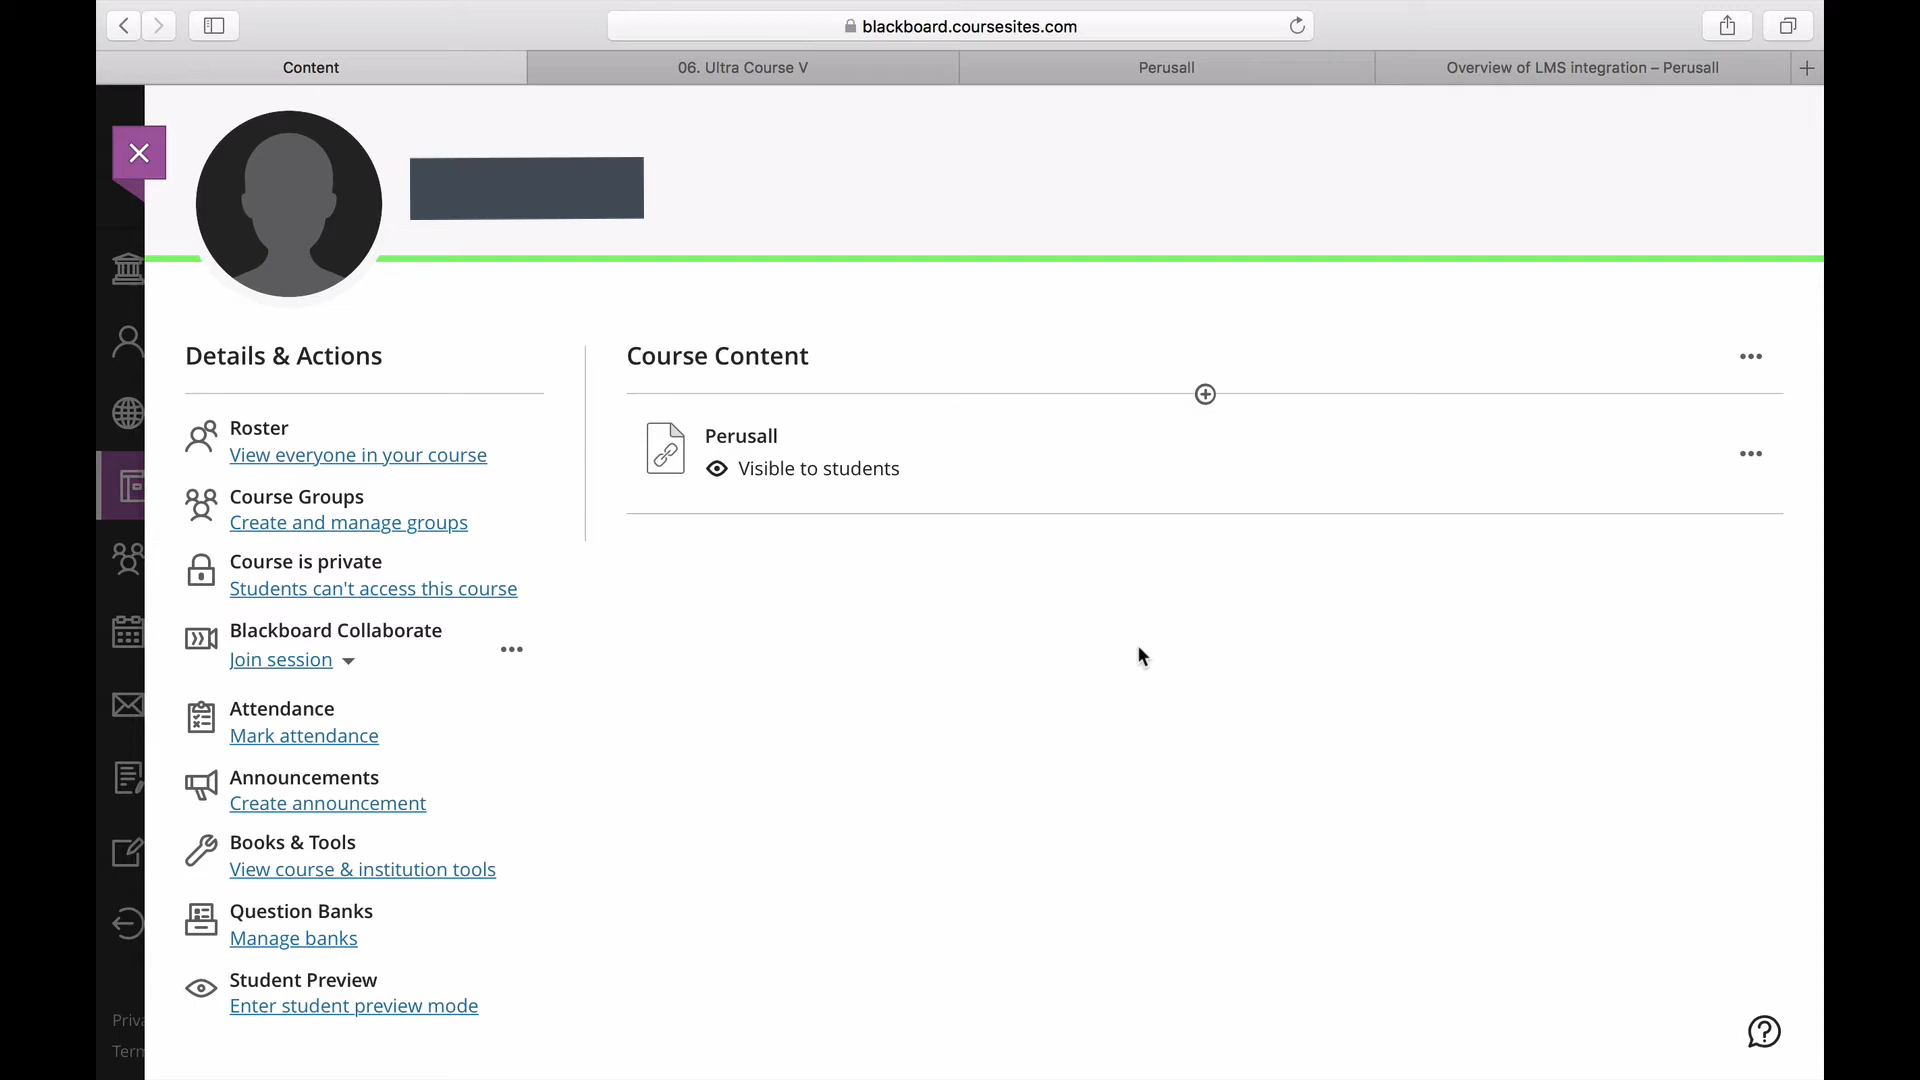 blackboard.coursesites.com
Content
06. Ultra Course V
Perusall
Overview of LMS integration – Perusall
Details & Actions
Roster
View everyone in your course
Course Groups
Create and manage groups
Course is private
Students can't access this course
Blackboard Collaborate
Join session
Attendance
Mark attendance
Announcements
Create announcement
Books & Tools
View course & institution tools
Question Banks
Manage banks
Student Preview
Enter student preview mode
Course Content
Perusall
Visible to students
Priva
Term